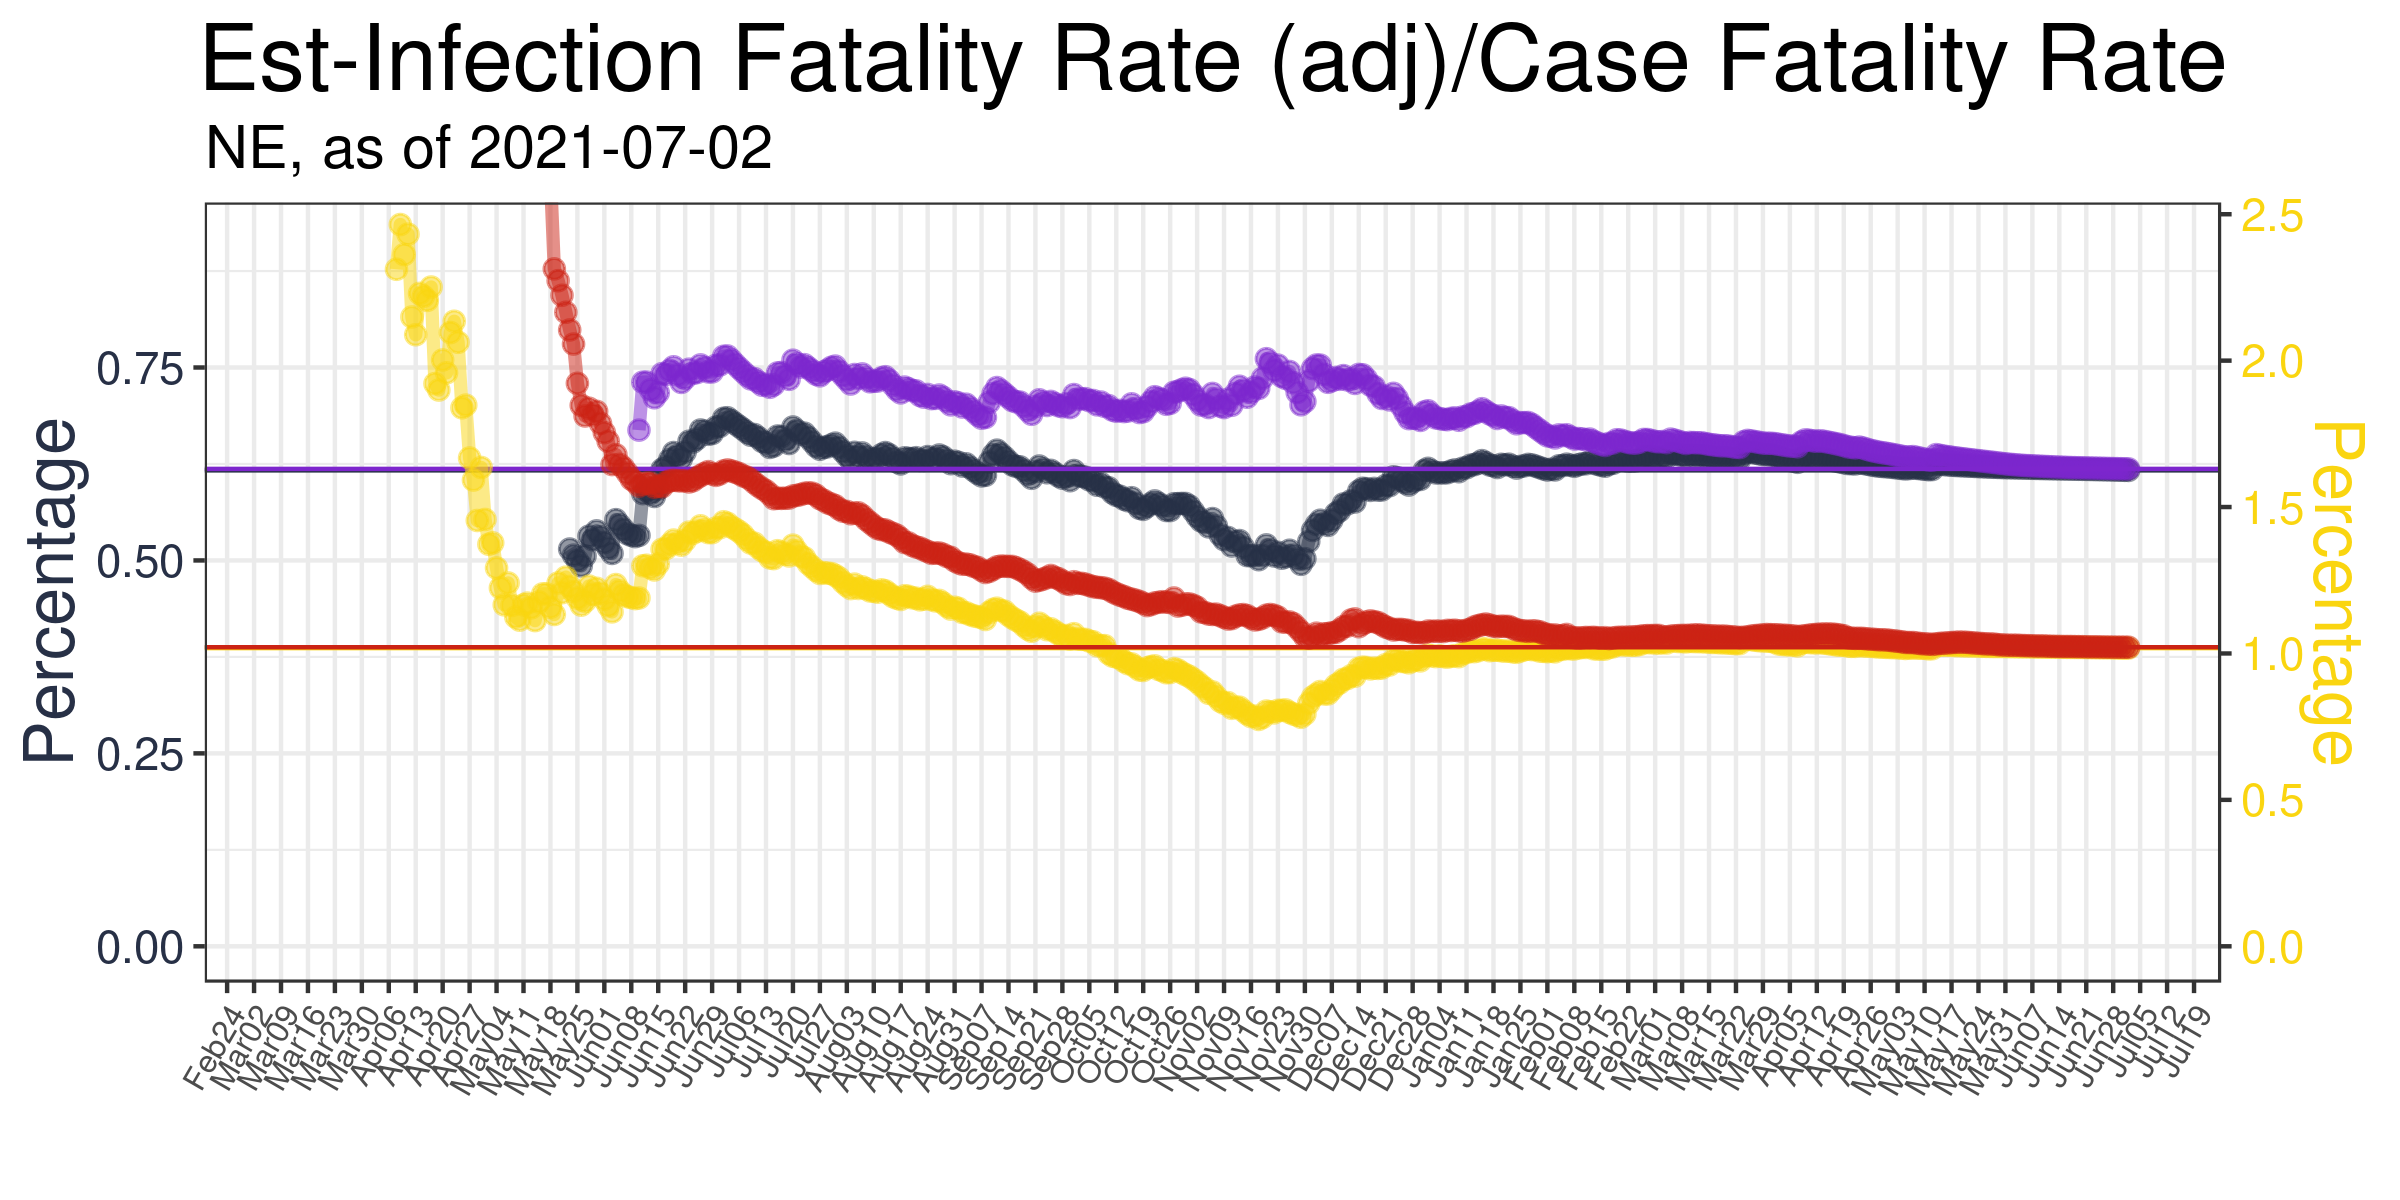 Est-Infection Fatality Rate (adj)/Case Fatality Rate
NE, as of 2021-07-02
Percentage
0.75
0.50
0.25
0.00
2.5
2.0
1.5
1.0
0.5
0.0
Percentage
Feb24
Mar02
Mar09
Mar16
Mar23
Mar30
Apr06
Apr13
Apr20
Apr27
May04
May11
May18
May25
Jun01
Jun08
Jun15
Jun22
Jun29
Jul06
Jul13
Jul20
Jul27
Aug03
Aug10
Aug17
Aug24
Aug31
Sep07
Sep14
Sep21
Sep28
Oct05
Oct12
Oct19
Oct26
Nov02
Nov09
Nov16
Nov23
Nov30
Dec07
Dec14
Dec21
Dec28
Jan04
Jan11
Jan18
Jan25
Feb01
Feb08
Feb15
Feb22
Mar01
Mar08
Mar15
Mar22
Mar29
Apr05
Apr12
Apr19
Apr26
May03
May10
May17
May24
May31
Jun07
Jun14
Jun21
Jun28
Jul05
Jul12
Jul19